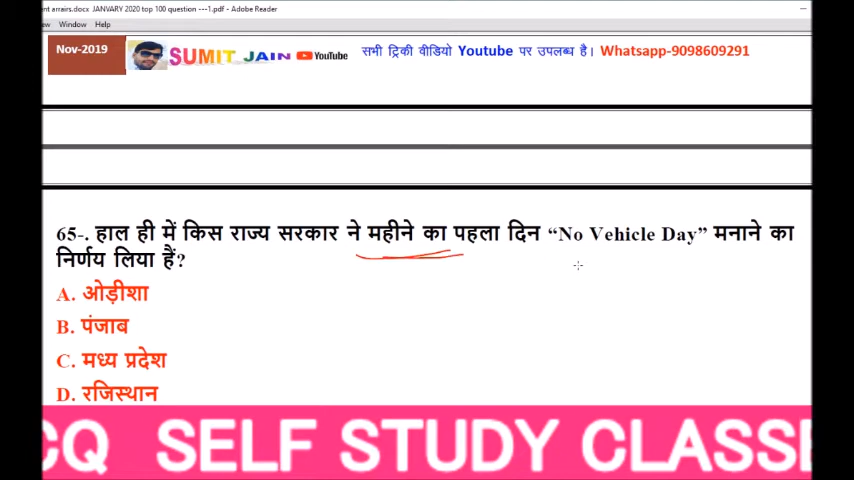 nt arrairs.docx JANVARY 2020 top 100 question ---1.pdf - Adobe Reader
ew Window Help
Nov-2019
SUMIT JAIN YouTube
सभी ट्रिकी वीडियो Youtube पर उपलब्ध है। Whatsapp-9098609291
65-. हाल ही में किस राज्य सरकार ने महीने का पहला दिन “No Vehicle Day” मनाने का
निर्णय लिया हैं?
A. ओड़ीशा
B. पंजाब
C. मध्य प्रदेश
D. रजिस्थान
CQ SELF STUDY CLASSE